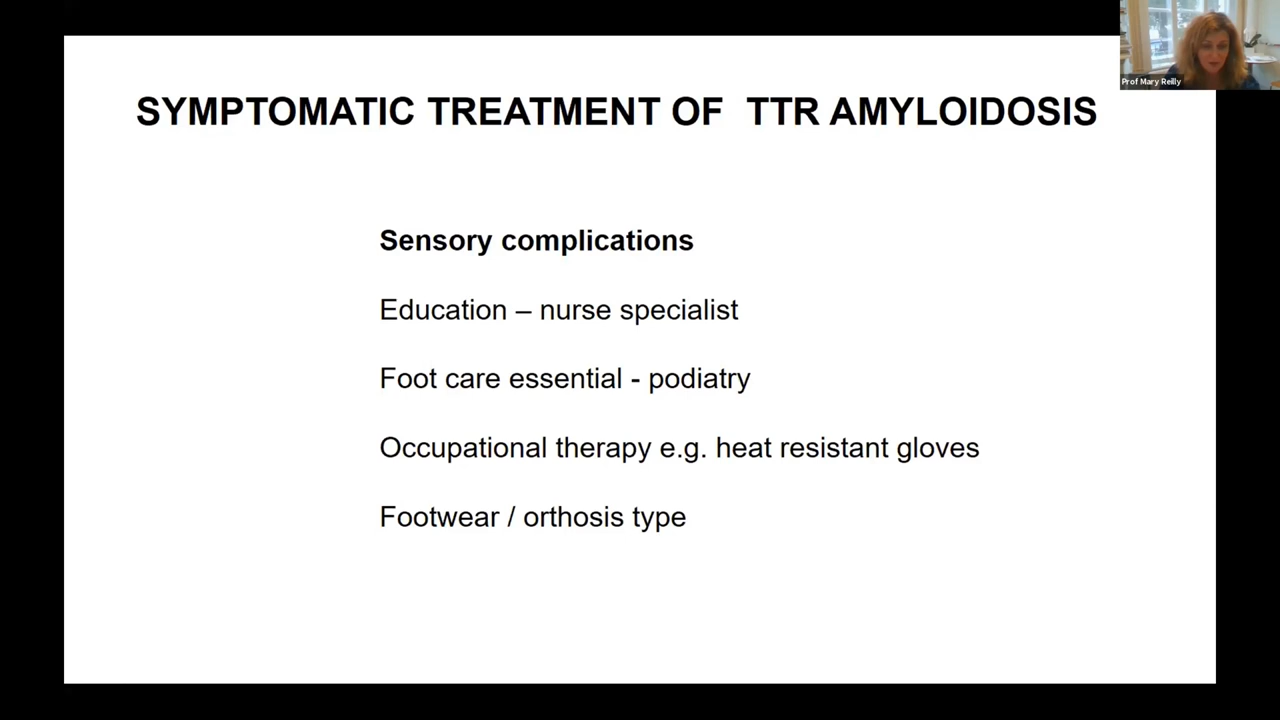 Prof Mary Reilly
SYMPTOMATIC TREATMENT OF TTR AMYLOIDOSIS
Sensory complications
Education – nurse specialist
Foot care essential - podiatry
Occupational therapy e.g. heat resistant gloves
Footwear / orthosis type